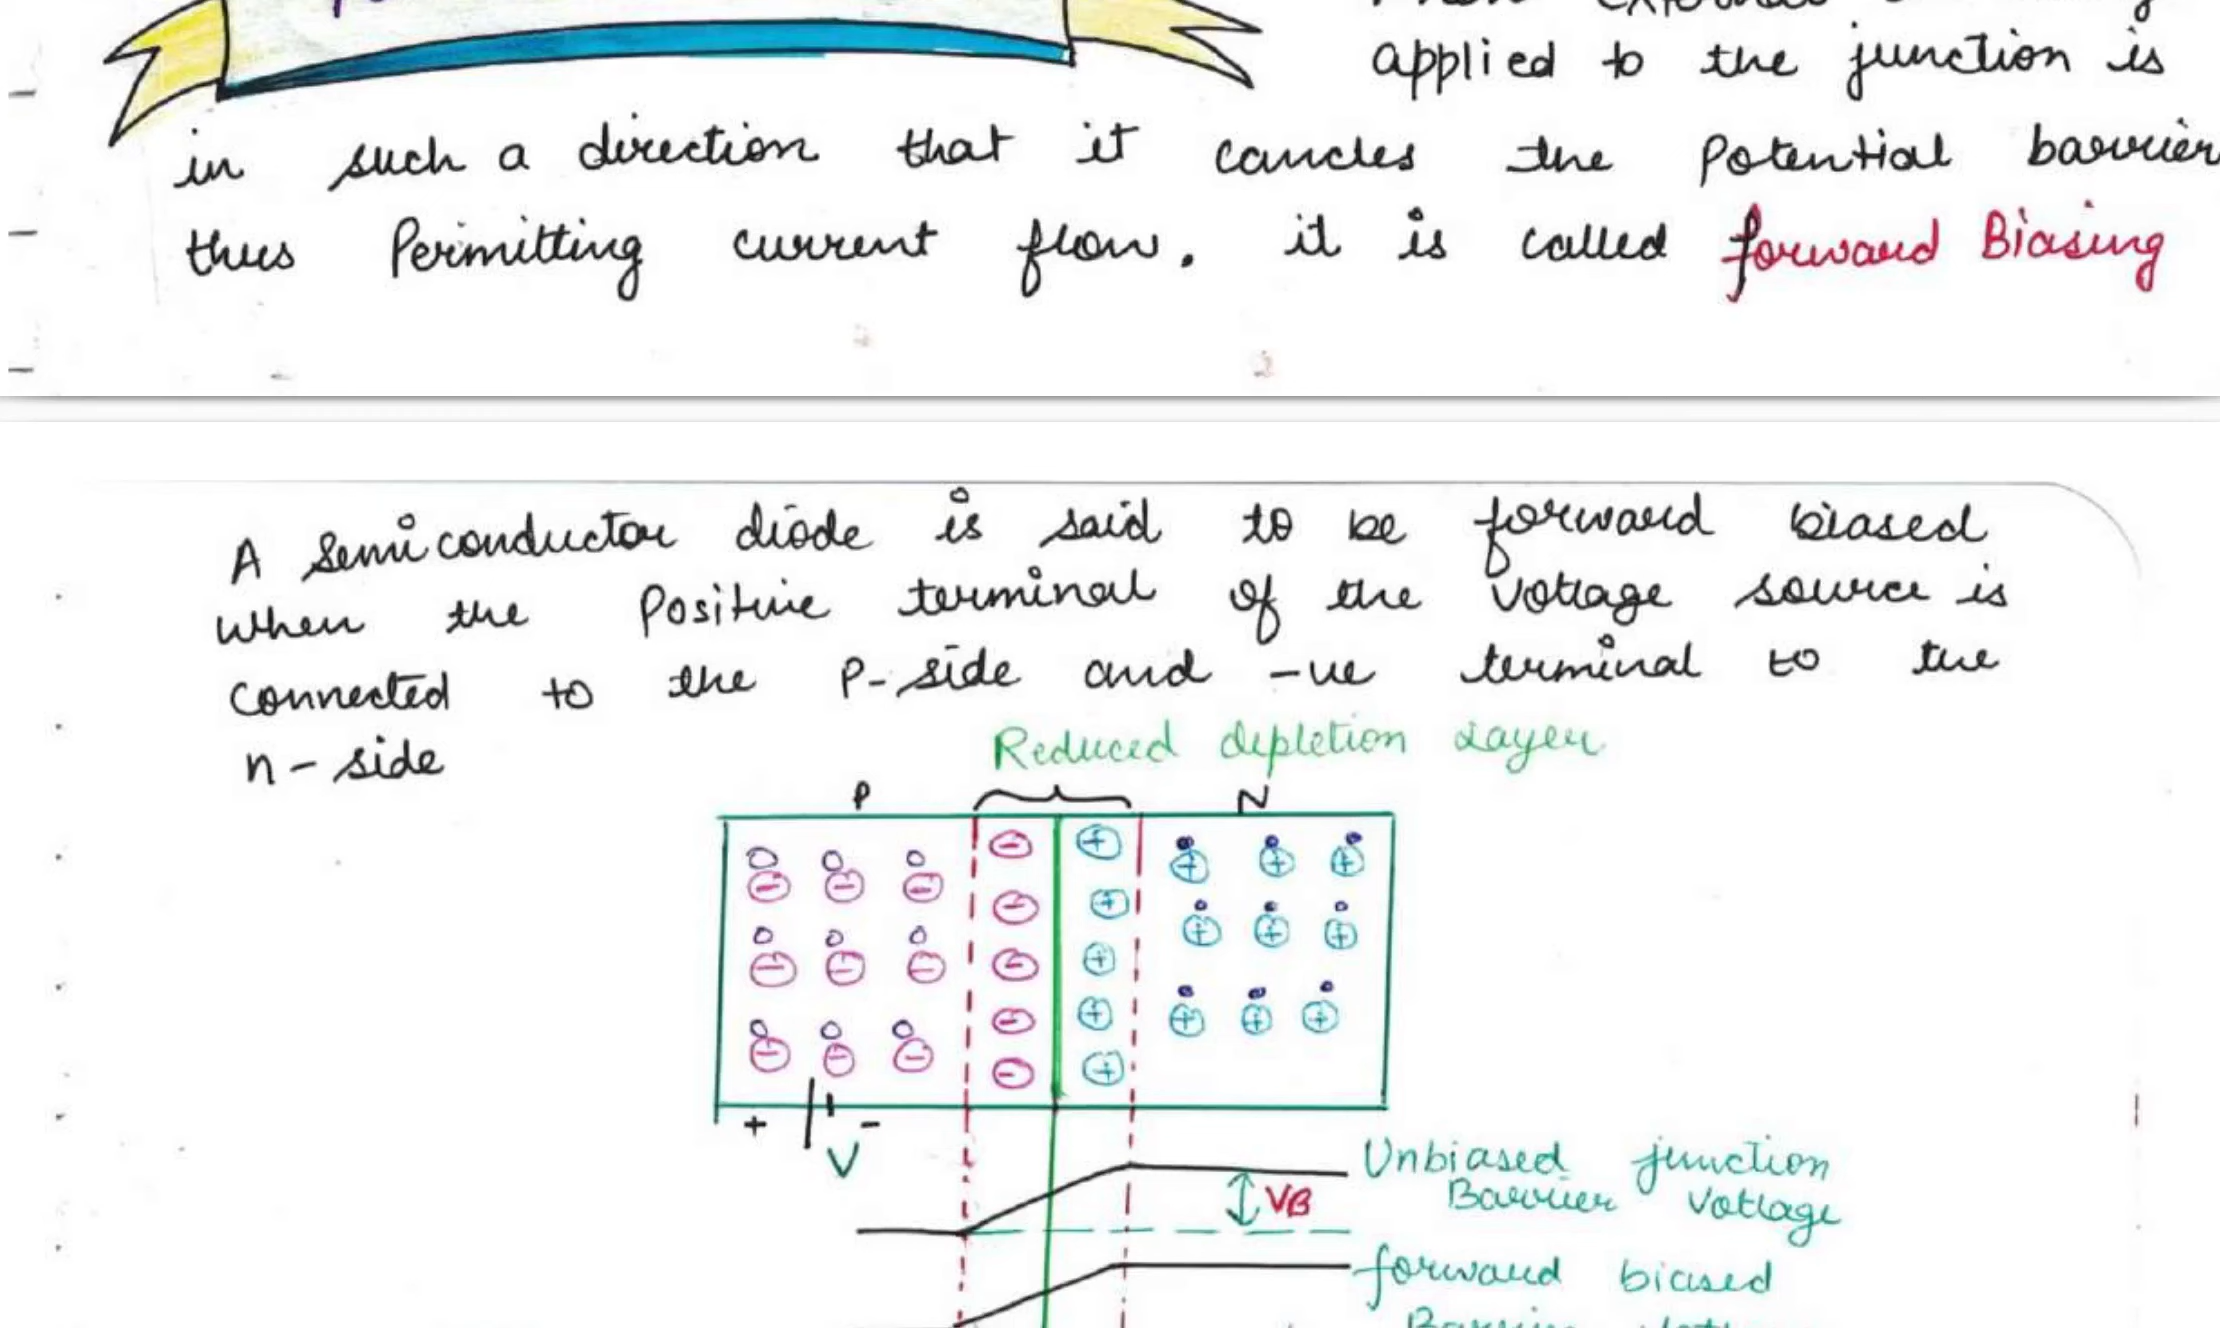 applied to the junction is
in such a direction that it cancles the Potential barrier
thus Permitting current flow. it is called forward Biasing
A semiconductor diode is said to be forward biased
when the Positive terminal of the Voltage source is
connected to the P-side and -ve terminal to the
n-side
Reduced depletion Layer
P N
+ -
V
Unbiased junction
VB Barrier Voltage
forward biased